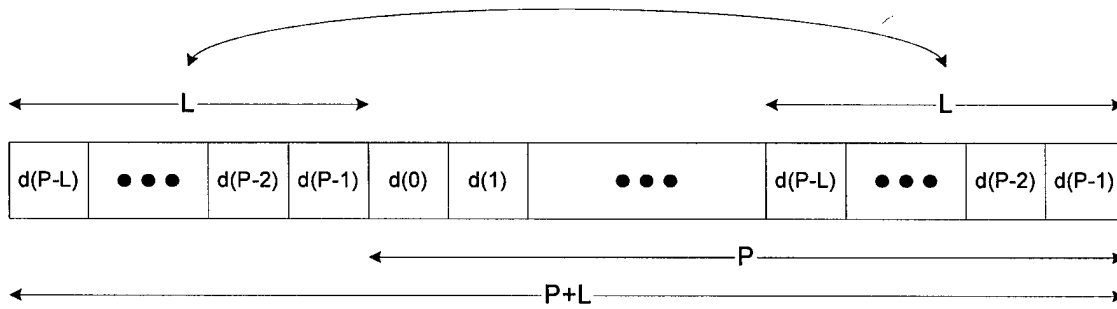 L L
d(P-L) ●●● d(P-2) d(P-1) d(0) d(1) ●●● d(P-L) ●●● d(P-2) d(P-1)
P
P+L